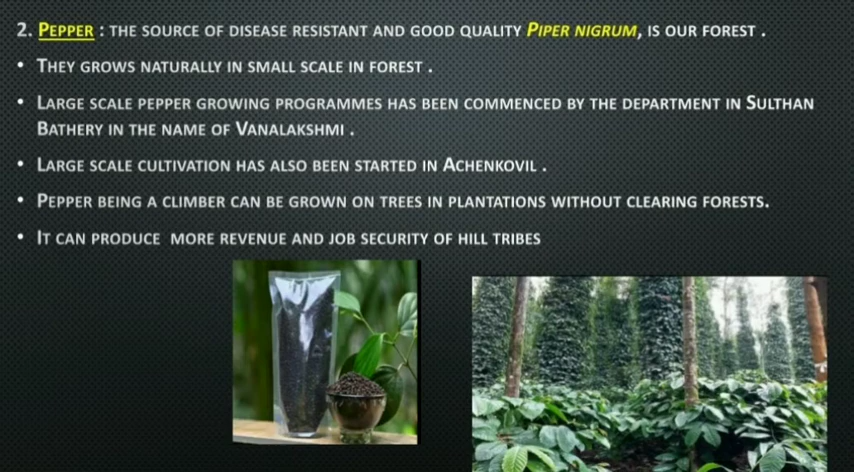 2. PEPPER : THE SOURCE OF DISEASE RESISTANT AND GOOD QUALITY PIPER NIGRUM, IS OUR FOREST .
• THEY GROWS NATURALLY IN SMALL SCALE IN FOREST .
• LARGE SCALE PEPPER GROWING PROGRAMMES HAS BEEN COMMENCED BY THE DEPARTMENT IN SULTHAN
BATHERY IN THE NAME OF VANALAKSHMI .
• LARGE SCALE CULTIVATION HAS ALSO BEEN STARTED IN ACHENKOVIL .
• PEPPER BEING A CLIMBER CAN BE GROWN ON TREES IN PLANTATIONS WITHOUT CLEARING FORESTS.
• IT CAN PRODUCE MORE REVENUE AND JOB SECURITY OF HILL TRIBES